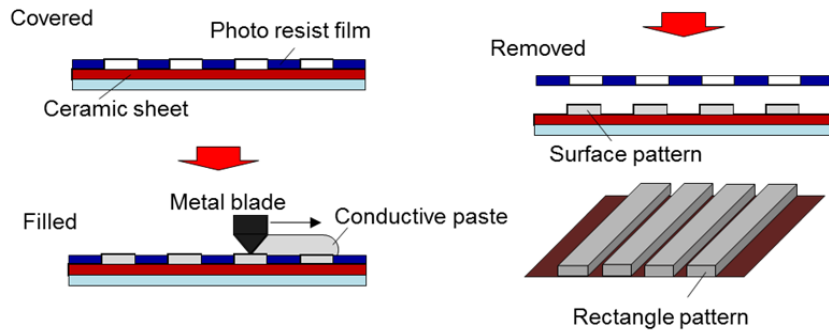 Covered
Photo resist film
Ceramic sheet
Metal blade
Conductive paste
Filled
Removed
Surface pattern
Rectangle pattern